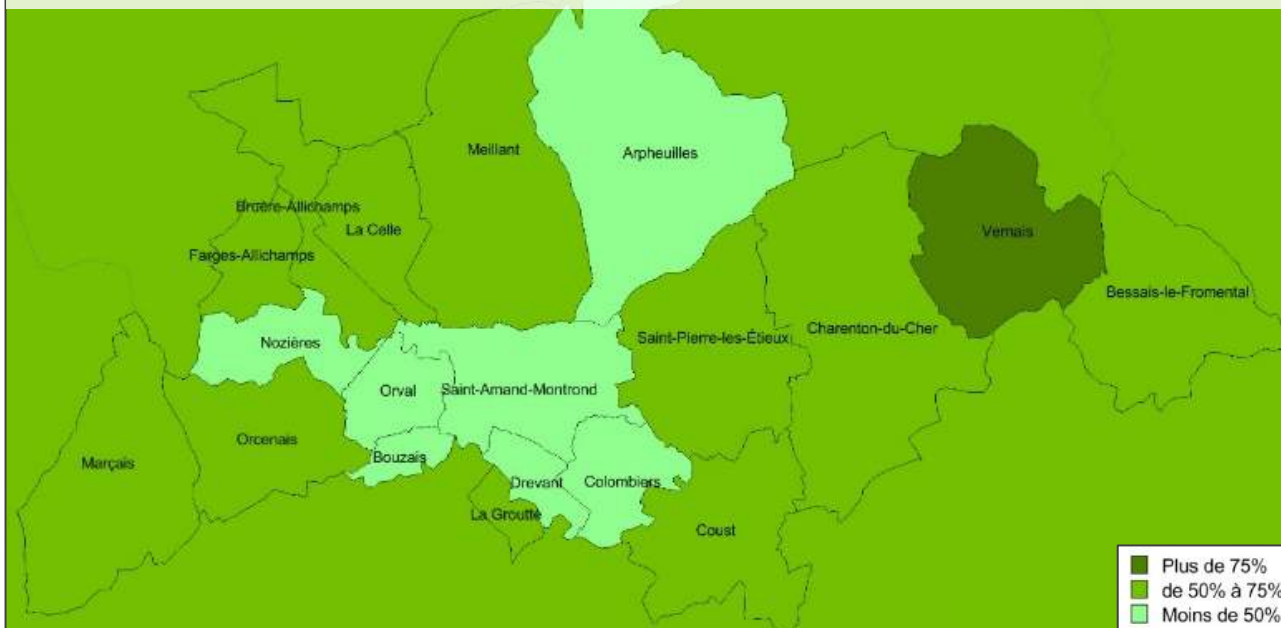 Meillant
Arpheuilles
Bruère-Allichamps
La Celle
Vernais
Farges-Allichamps
Bessais-le-Fromental
Nozières
Saint-Pierre-les-Étieux
Charenton-du-Cher
Orval
Saint-Amand-Montrond
Orcenais
Bouzais
Marçais
Drevant
Colombiers
La Groutte
Coust
Plus de 75%
de 50% à 75%
Moins de 50%